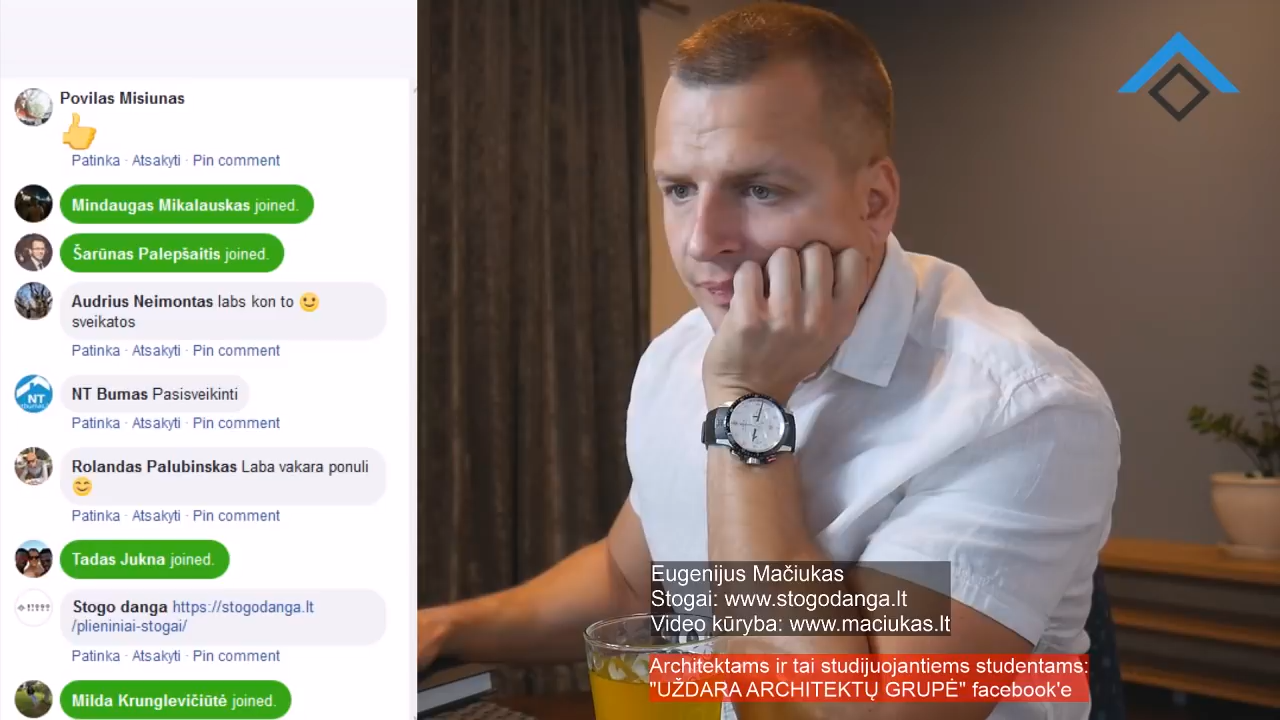 Povilas Misiunas
Patinka · Atsakyti · Pin comment
Mindaugas Mikalauskas joined.
Šarūnas Palepšaitis joined.
Audrius Neimontas labs kon to
sveikatos
Patinka · Atsakyti · Pin comment
NT
NT Bumas Pasisveikinti
Patinka · Atsakyti · Pin comment
Rolandas Palubinskas Laba vakara ponuli
Patinka · Atsakyti · Pin comment
Tadas Jukna joined.
Stogo danga https://stogodanga.lt
/plieniniai-stogai/
Patinka · Atsakyti · Pin comment
Milda Krunglevičiūtė joined.
Eugenijus Mačiukas
Stogai: www.stogodanga.lt
Video kūryba: www.maciukas.lt
Architektams ir tai studijuojantiems studentams:
"UŽDARA ARCHITEKTŲ GRUPĖ" facebook'e